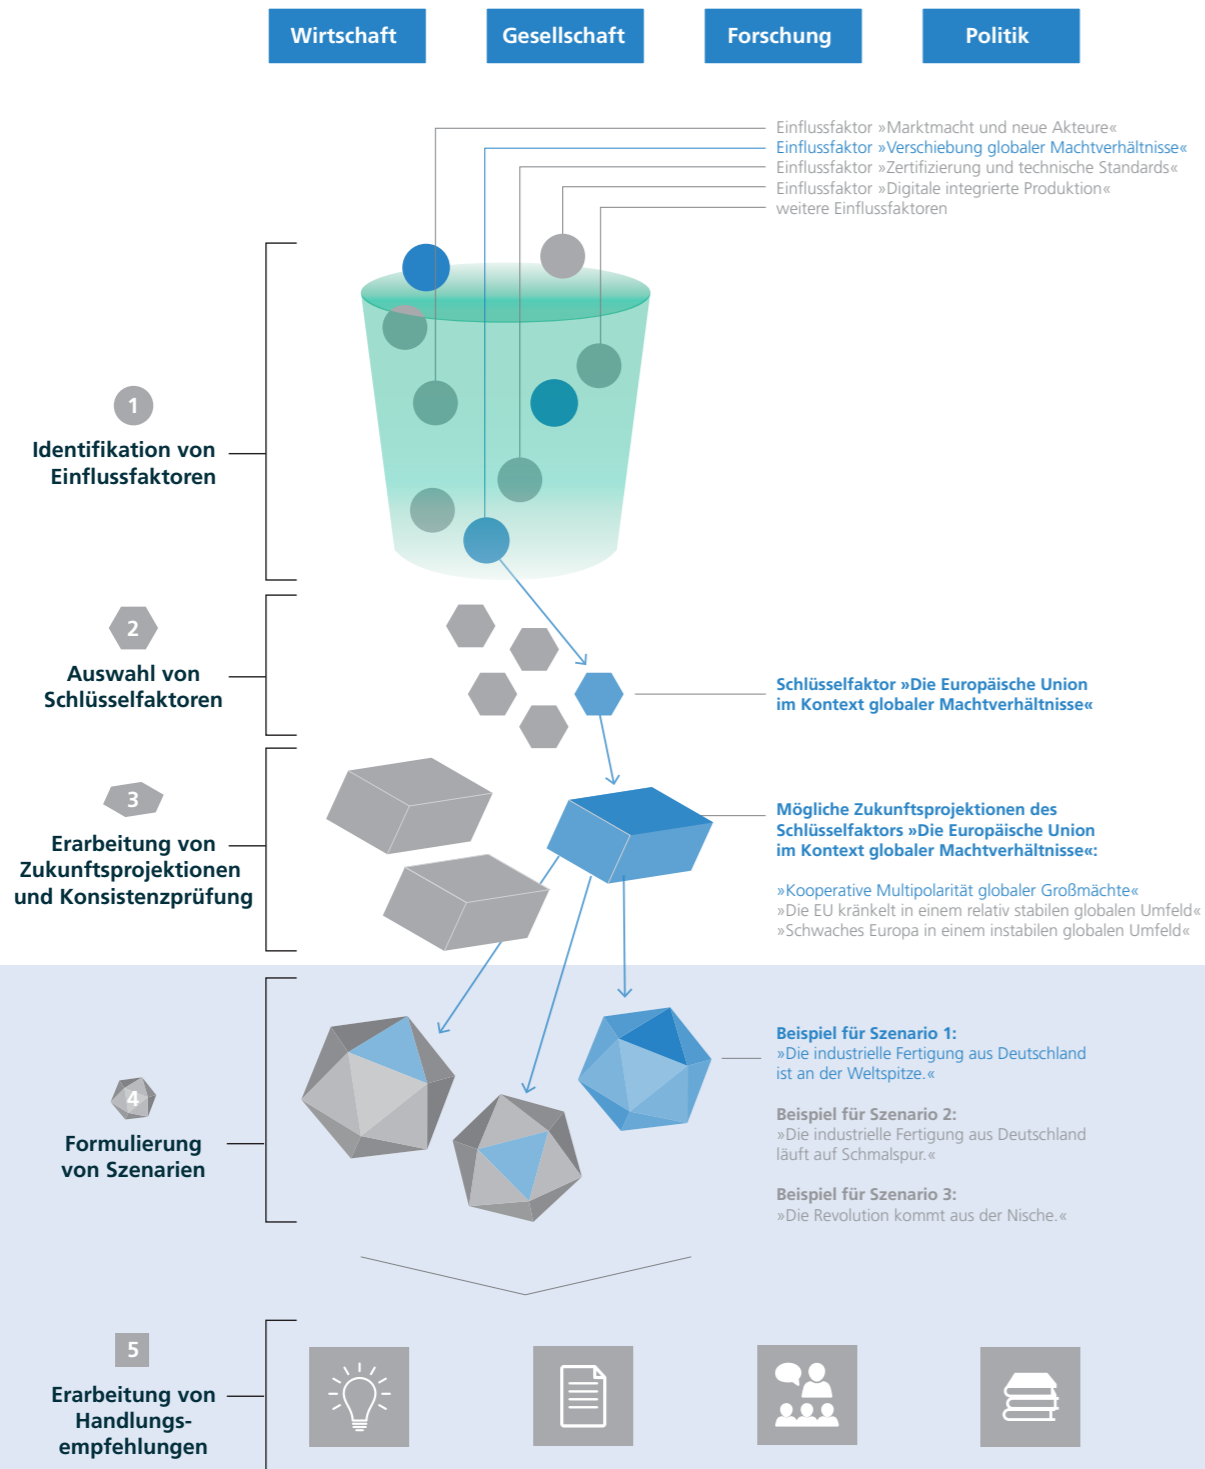 Wirtschaft
Gesellschaft
Forschung
Politik
Einflussfaktor »Marktmacht und neue Akteure«
Einflussfaktor »Verschiebung globaler Machtverhältnisse«
Einflussfaktor »Zertifizierung und technische Standards«
Einflussfaktor »Digitale integrierte Produktion«
weitere Einflussfaktoren
1
Identifikation von
Einflussfaktoren
2
Auswahl von
Schlüsselfaktoren
Schlüsselfaktor »Die Europäische Union
im Kontext globaler Machtverhältnisse«
3
Erarbeitung von
Zukunftsprojektionen
und Konsistenzprüfung
Mögliche Zukunftsprojektionen des
Schlüsselfaktors »Die Europäische Union
im Kontext globaler Machtverhältnisse«:
»Kooperative Multipolarität globaler Großmächte«
»Die EU kränkelt in einem relativ stabilen globalen Umfeld«
»Schwaches Europa in einem instabilen globalen Umfeld«
4
Formulierung
von Szenarien
Beispiel für Szenario 1:
»Die industrielle Fertigung aus Deutschland
ist an der Weltspitze.«
Beispiel für Szenario 2:
»Die industrielle Fertigung aus Deutschland
läuft auf Schmalspur.«
Beispiel für Szenario 3:
»Die Revolution kommt aus der Nische.«
5
Erarbeitung von
Handlungs-
empfehlungen